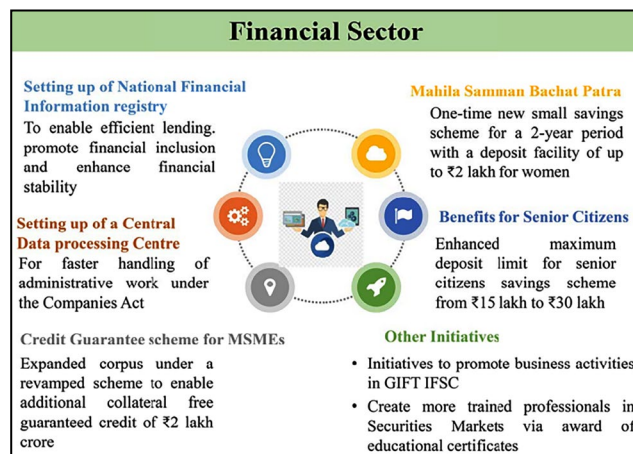 Financial Sector
Setting up of National Financial
Information registry
To enable efficient lending.
promote financial inclusion
and enhance financial
stability
Setting up of a Central
Data processing Centre
For faster handling of
administrative work under
the Companies Act
Credit Guarantee scheme for MSMEs
Expanded corpus under a
revamped scheme to enable
additional collateral free
guaranteed credit of ₹2 lakh
crore
Mahila Samman Bachat Patra
One-time new small savings
scheme for a 2-year period
with a deposit facility of up
to ₹2 lakh for women
Benefits for Senior Citizens
Enhanced maximum
deposit limit for senior
citizens savings scheme
from ₹15 lakh to ₹30 lakh
Other Initiatives
• Initiatives to promote business activities
in GIFT IFSC
• Create more trained professionals in
Securities Markets via award of
educational certificates